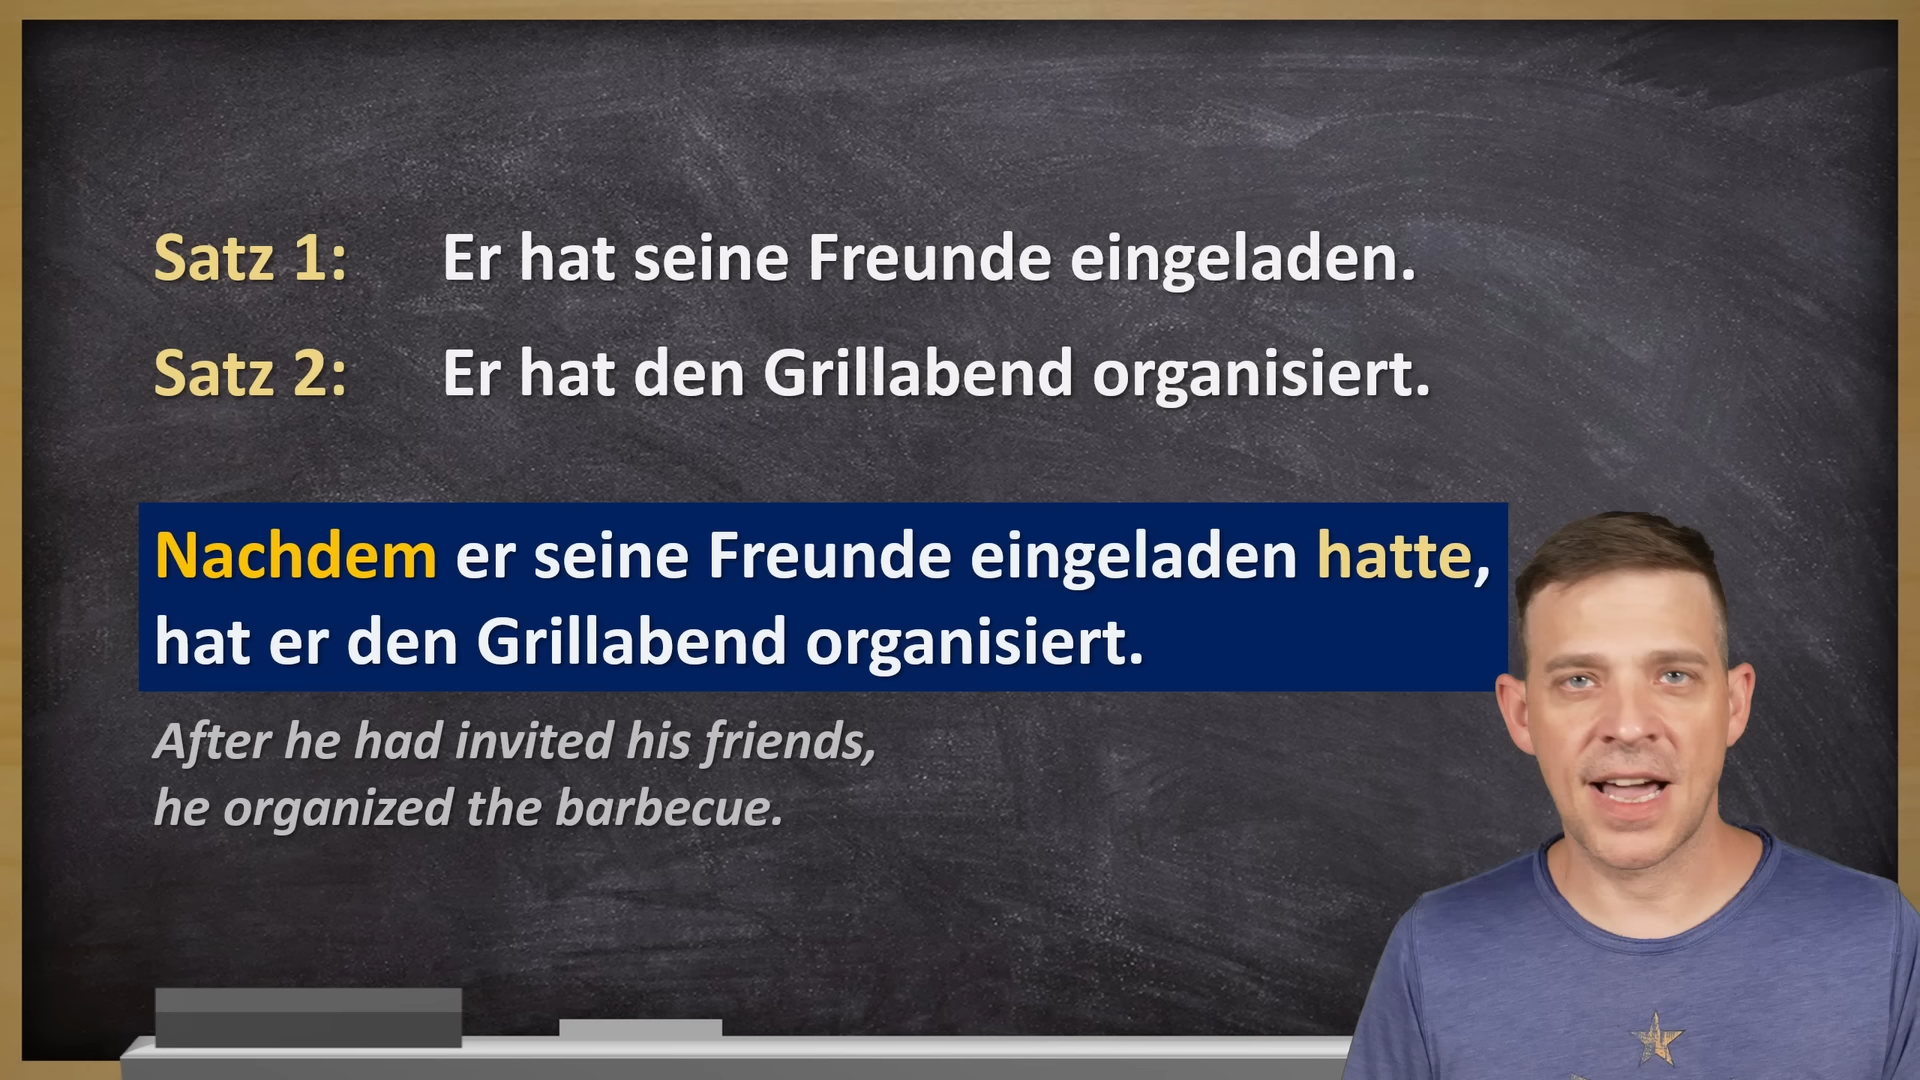 Satz 1: Er hat seine Freunde eingeladen.
Satz 2: Er hat den Grillabend organisiert.
Nachdem er seine Freunde eingeladen hatte,
hat er den Grillabend organisiert.
After he had invited his friends,
he organized the barbecue.